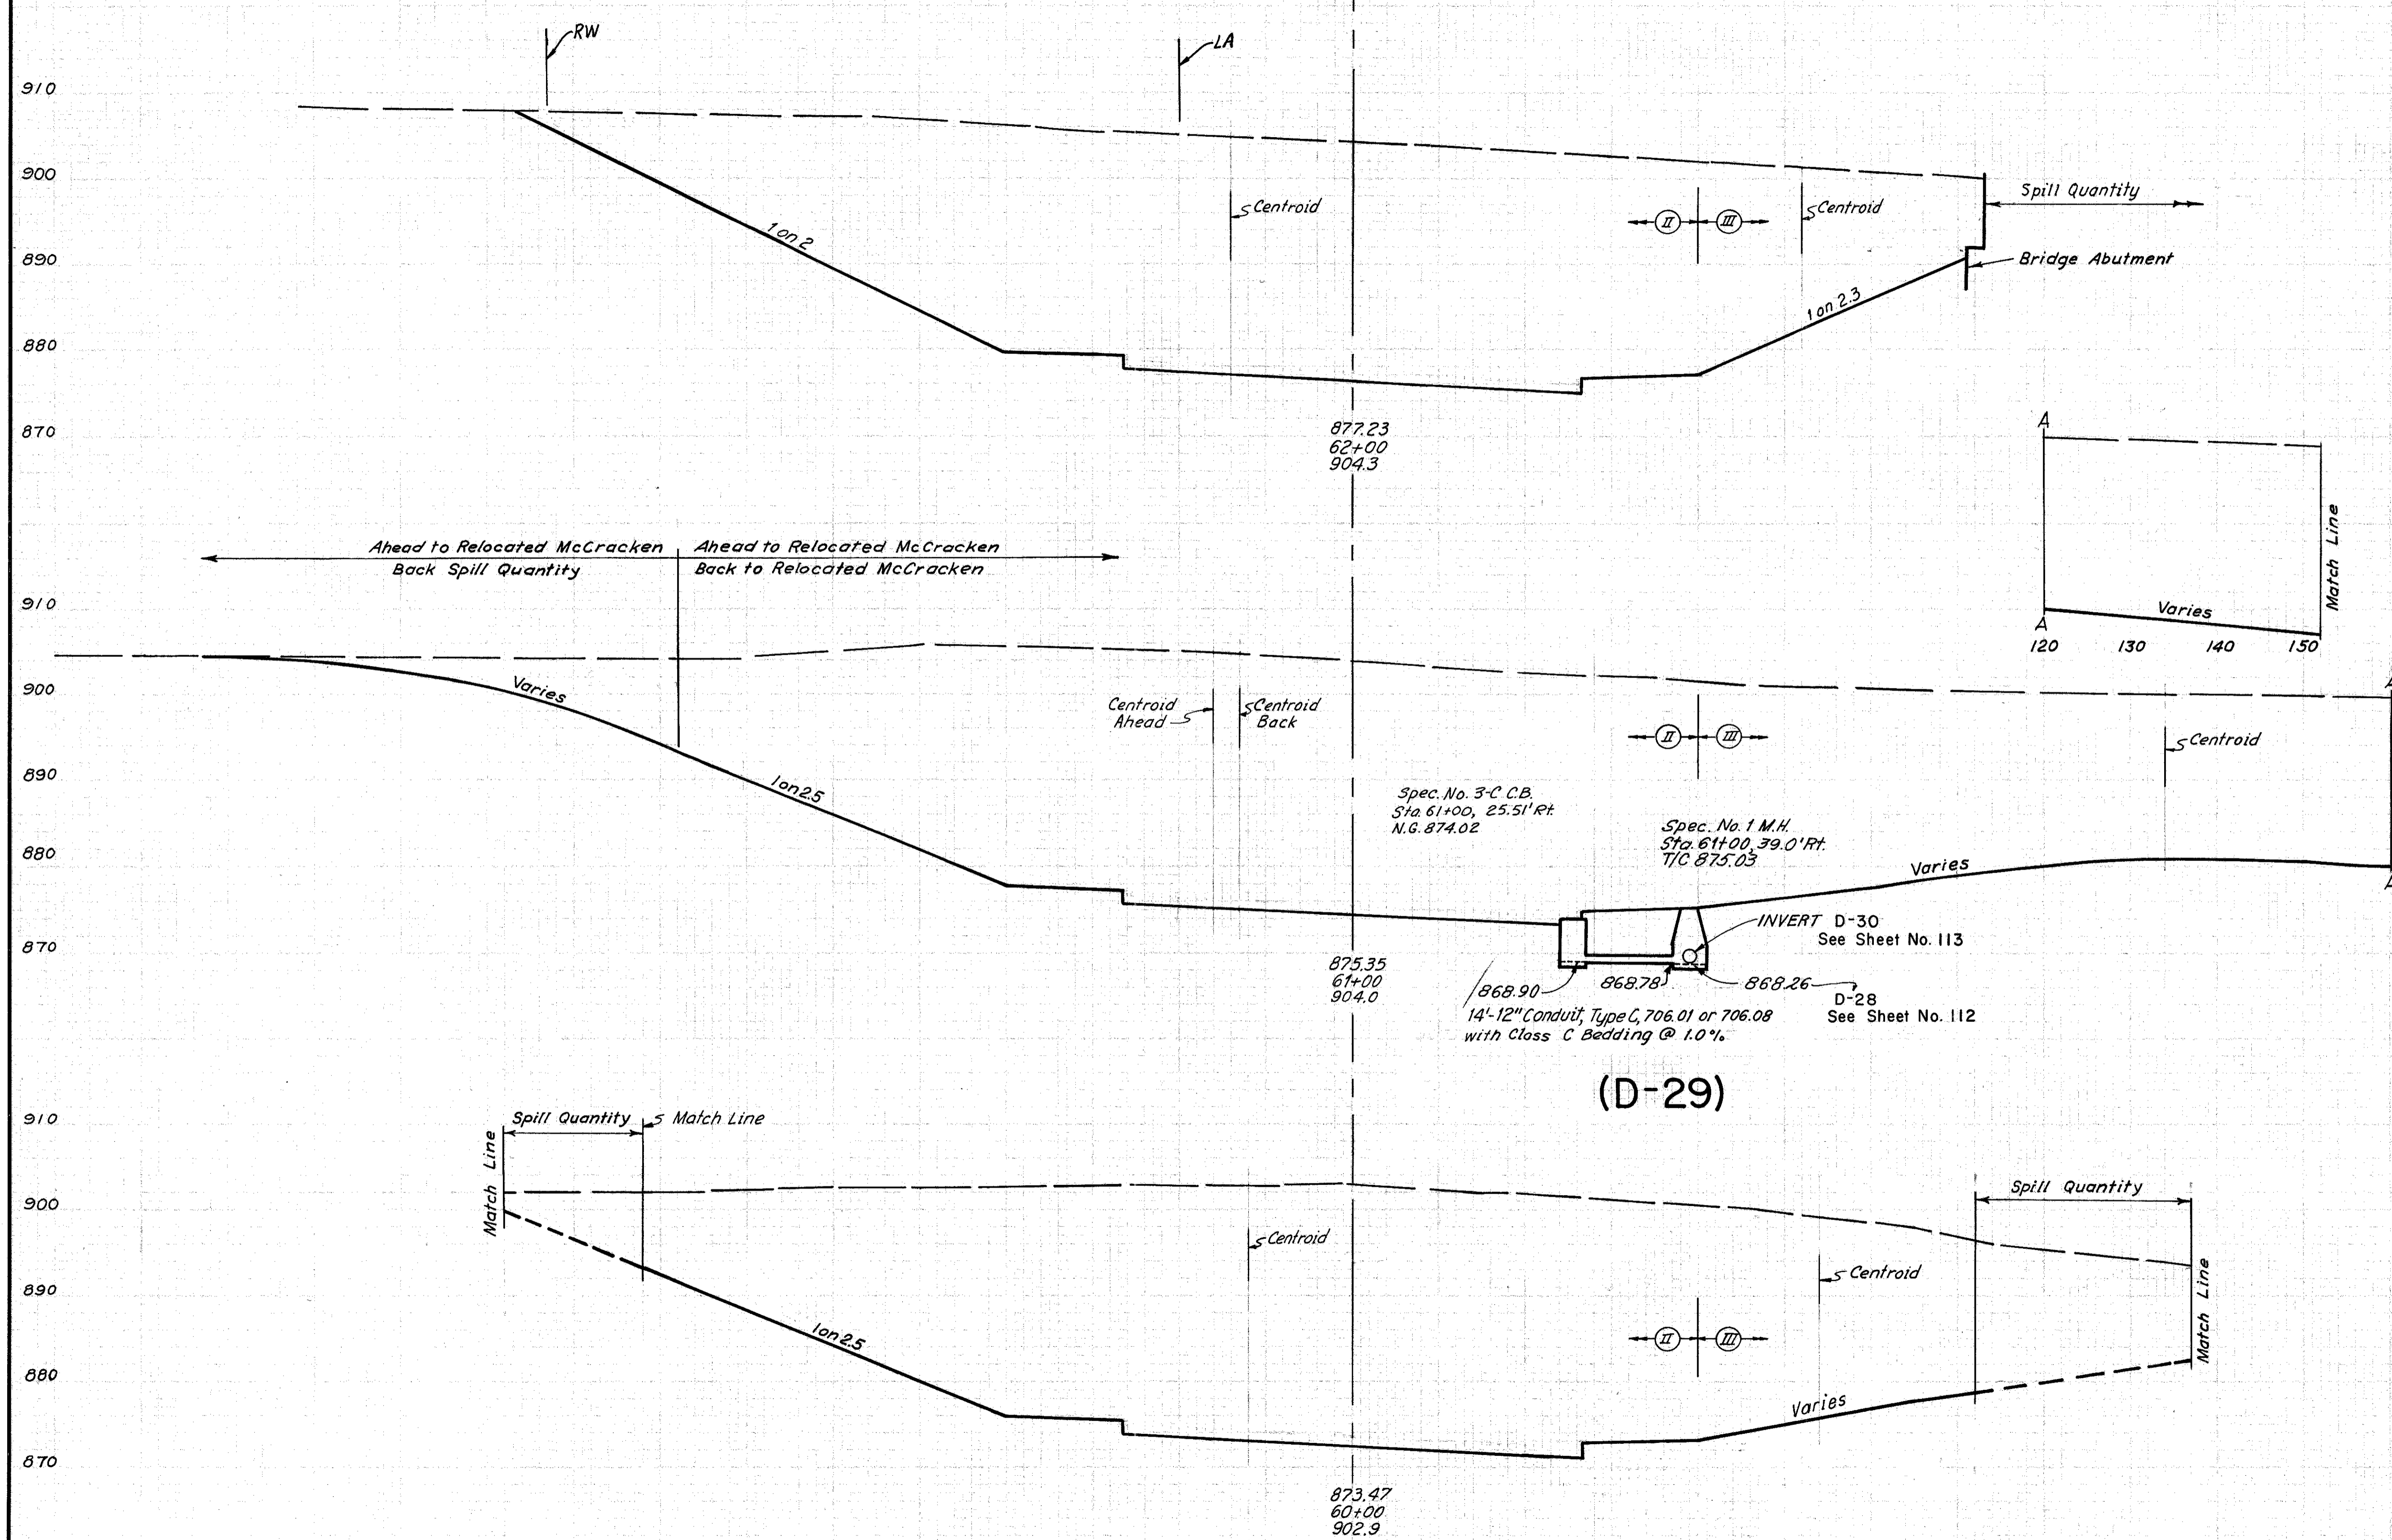 RW
LA
910
900
890
880
870
1 on 2
Centroid
II III
Centroid
Spill Quantity
Bridge Abutment
1 on 2.3
877.23
62+00
904.3
A
A
Varies
Match Line
120 130 140 150
Ahead to Relocated McCracken
Back Spill Quantity
Ahead to Relocated McCracken
Back to Relocated McCracken
910
900
890
880
870
Varies
1 on 2.5
Centroid
Ahead
Centroid
Back
II III
Centroid
A
A
Spec. No. 3-C C.B.
Sta. 61+00, 25.51' Rt.
N.G. 874.02
Spec. No. 1 M.H.
Sta. 61+00, 39.0' Rt.
T/C 875.03
Varies
INVERT D-30
See Sheet No. 113
875.35
61+00
904.0
868.90
868.78
868.26
D-28
See Sheet No. 112
14'-12" Conduit, Type C, 706.01 or 706.08
with Class C Bedding @ 1.0%
(D-29)
910
900
890
880
870
Match Line
Spill Quantity
Match Line
1 on 2.5
Centroid
II III
Centroid
Spill Quantity
Match Line
Varies
873.47
60+00
902.9